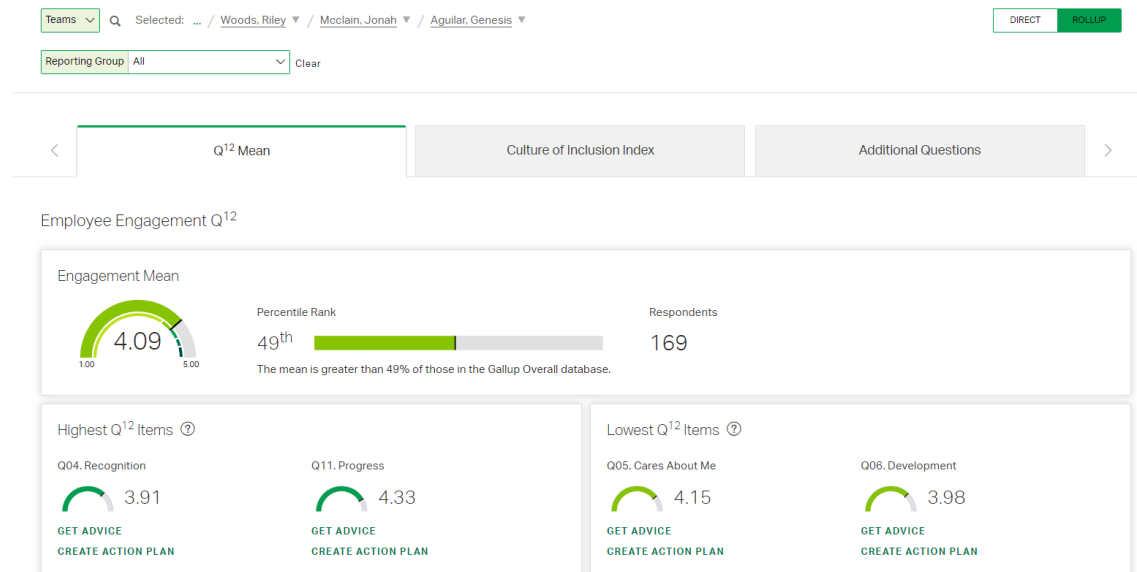 Teams Selected: ... / Woods, Riley ▼ / Mcclain, Jonah ▼ / Aguilar, Genesis ▼ DIRECT ROLLUP
Reporting Group All Clear
Q12 Mean Culture of Inclusion Index Additional Questions
Employee Engagement Q12
Engagement Mean
4.09
1.00 5.00
Percentile Rank
49th
The mean is greater than 49% of those in the Gallup Overall database.
Respondents
169
Highest Q12 Items ?
Q04. Recognition
3.91
GET ADVICE
CREATE ACTION PLAN
Q11. Progress
4.33
GET ADVICE
CREATE ACTION PLAN
Lowest Q12 Items ?
Q05. Cares About Me
4.15
GET ADVICE
CREATE ACTION PLAN
Q06. Development
3.98
GET ADVICE
CREATE ACTION PLAN